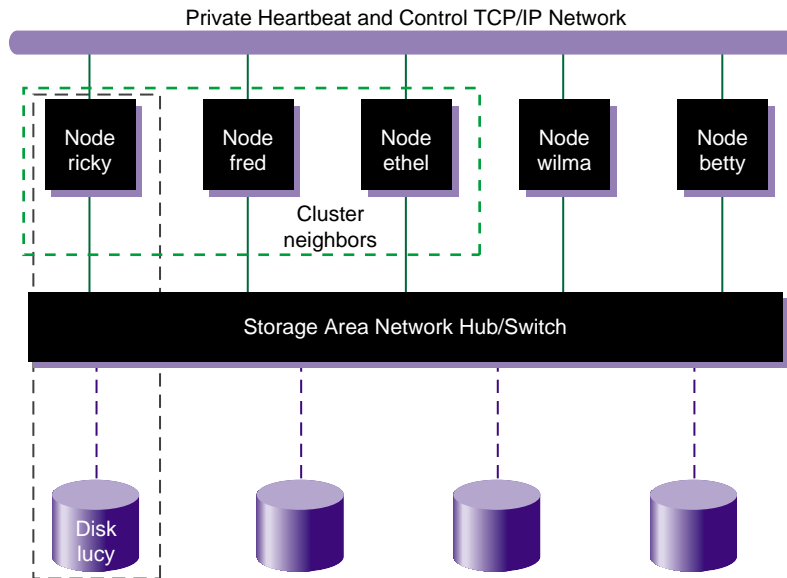 Private Heartbeat and Control TCP/IP Network
Node
ricky
Node
fred
Node
ethel
Node
wilma
Node
betty
Cluster
neighbors
Storage Area Network Hub/Switch
Disk
lucy